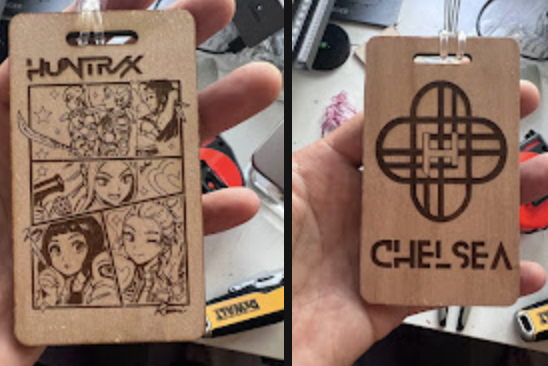 HUNTR/X
CHELSEA
H
DEWALT